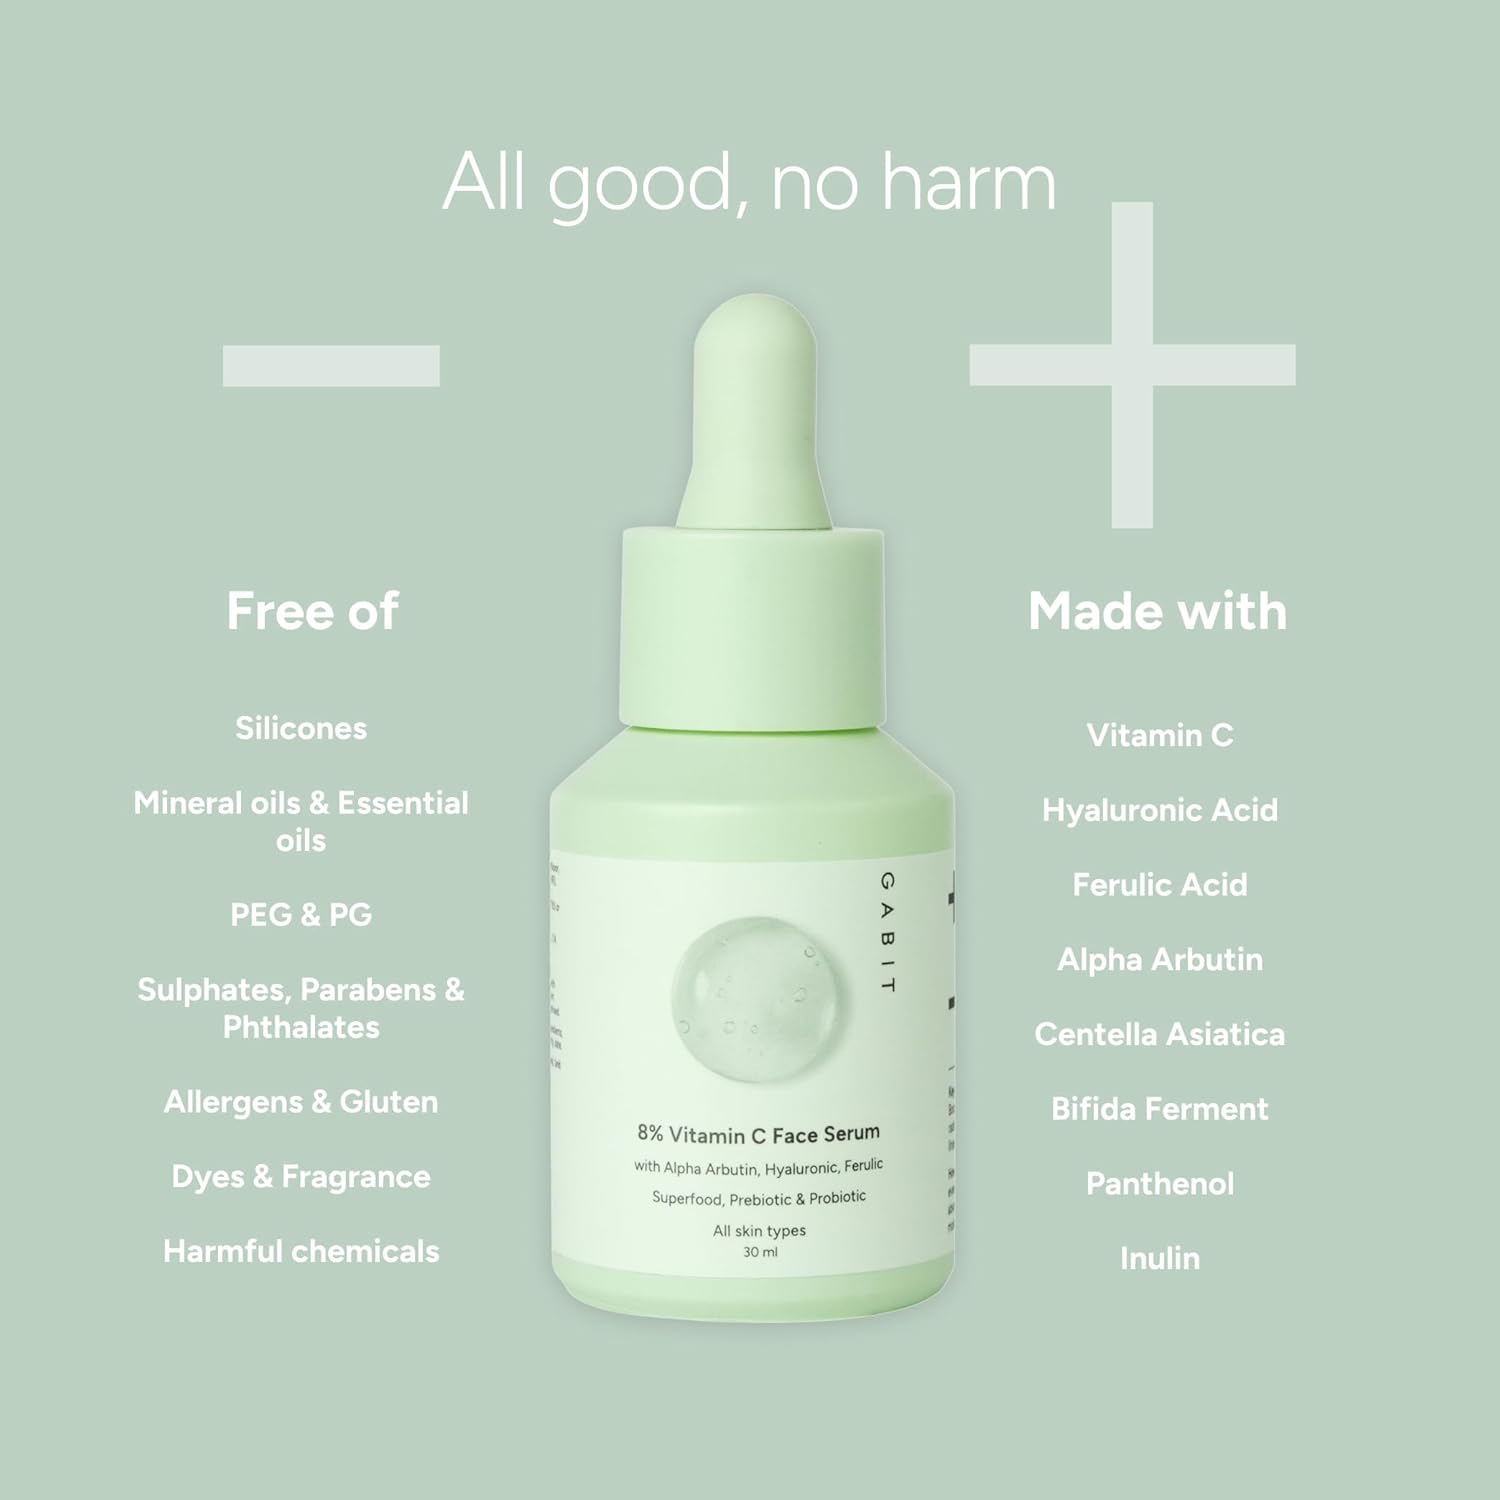 All good, no harm
Free of
Silicones
Mineral oils & Essential
oils
PEG & PG
Sulphates, Parabens &
Phthalates
Allergens & Gluten
Dyes & Fragrance
Harmful chemicals
GABIT
8% Vitamin C Face Serum
with Alpha Arbutin, Hyaluronic, Ferulic
Superfood, Prebiotic & Probiotic
All skin types
30 ml
Made with
Vitamin C
Hyaluronic Acid
Ferulic Acid
Alpha Arbutin
Centella Asiatica
Bifida Ferment
Panthenol
Inulin